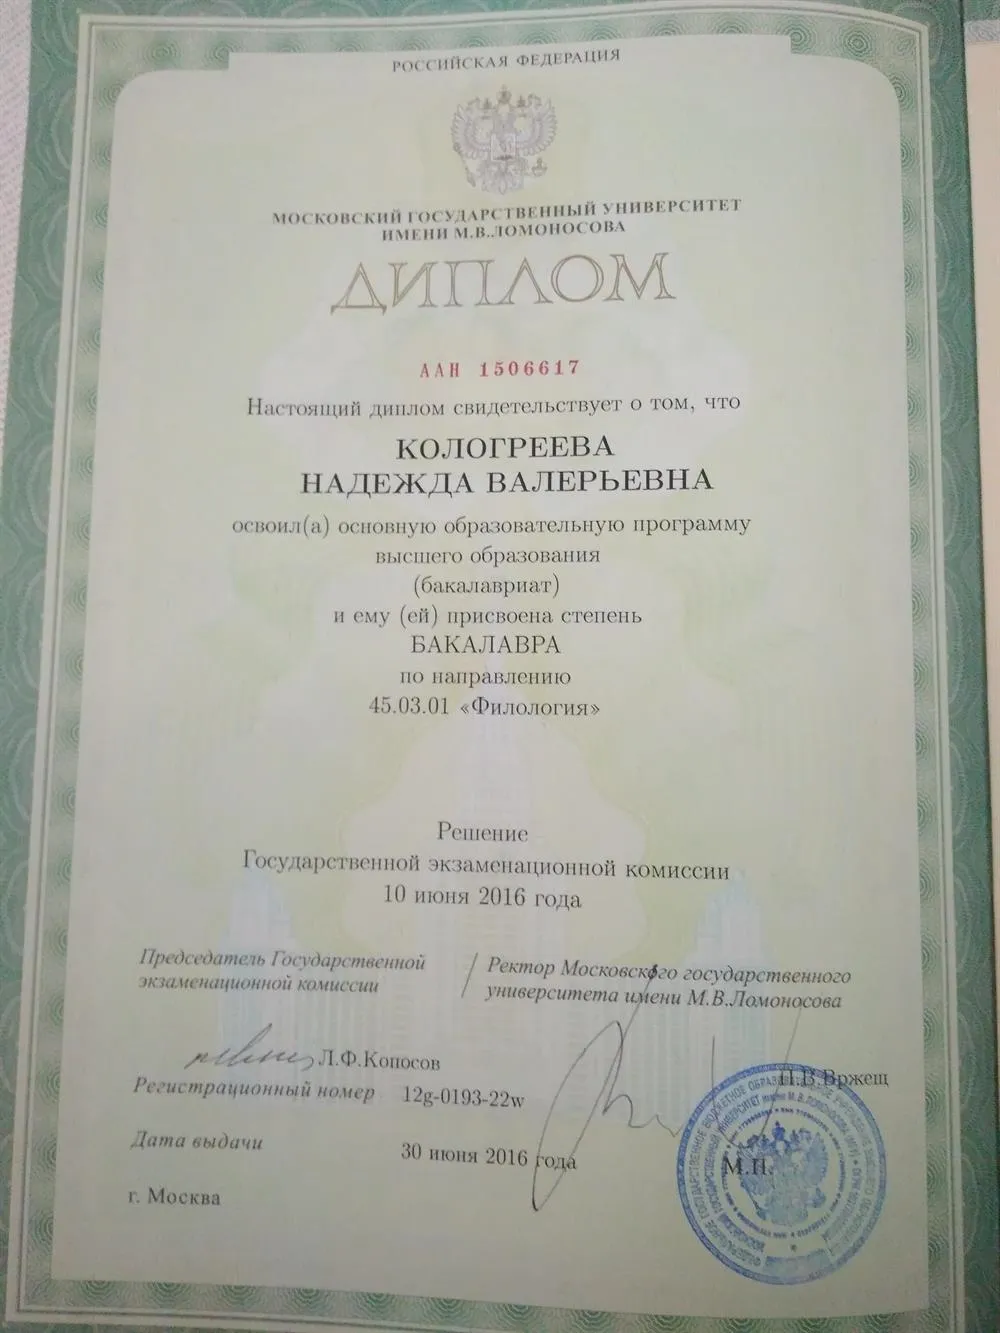 РОССИЙСКАЯ ФЕДЕРАЦИЯ
МОСКОВСКИЙ ГОСУДАРСТВЕННЫЙ УНИВЕРСИТЕТ
ИМЕНИ М.В.ЛОМОНОСОВА
ДИПЛОМ
ААН 1506617
Настоящий диплом свидетельствует о том, что
КОЛОГРЕЕВА
НАДЕЖДА ВАЛЕРЬЕВНА
освоил(а) основную образовательную программу
высшего образования
(бакалавриат)
и ему (ей) присвоена степень
БАКАЛАВРА
по направлению
45.03.01 «Филология»
Решение
Государственной экзаменационной комиссии
10 июня 2016 года
Председатель Государственной
экзаменационной комиссии
Ректор Московского государственного
университета имени М.В.Ломоносова
Л.Ф.Копосов
П.В.Вржещ
Регистрационный номер 12g-0193-22w
Дата выдачи 30 июня 2016 года
М.П.
г. Москва